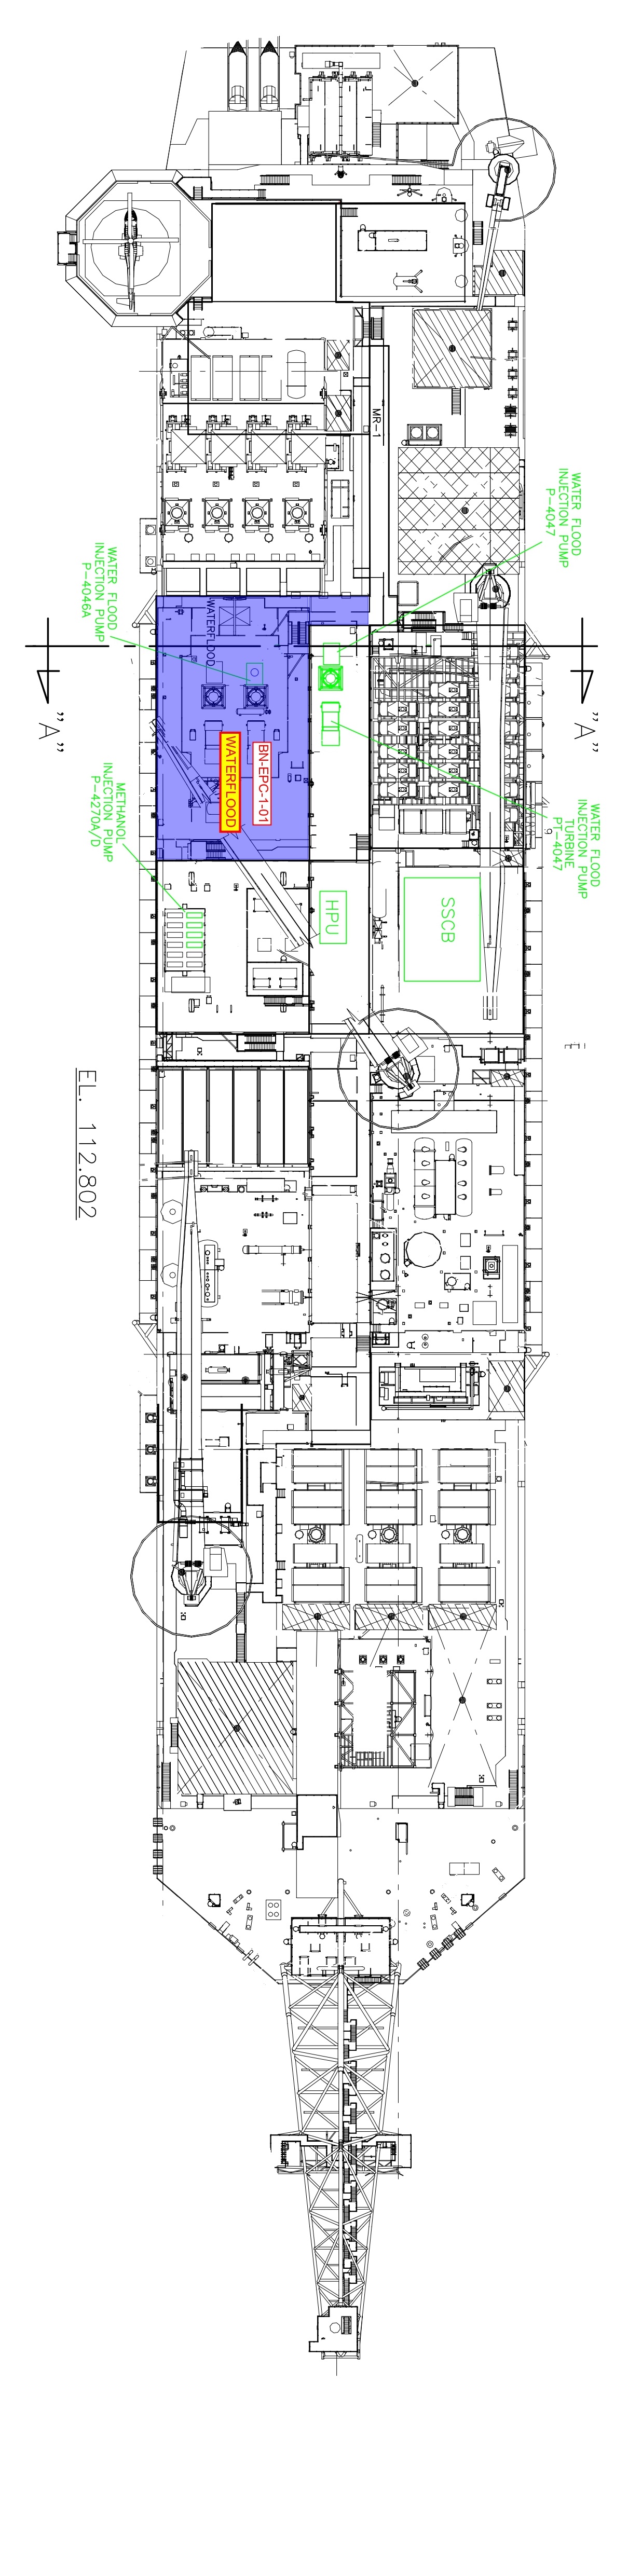 MR-1
WATER FLOOD
INJECTION PUMP
P-4047
WATER FLOOD
INJECTION PUMP
P-4046A
WATERFLOOD
"A"
"A"
WATERFLOOD
BN-EPC-1-01
METHANOL
INJECTION PUMP
P-4270A/D
WATER FLOOD
INJECTION PUMP
TURBINE
PT-4047
HPU
SSCB
EL. 112.802